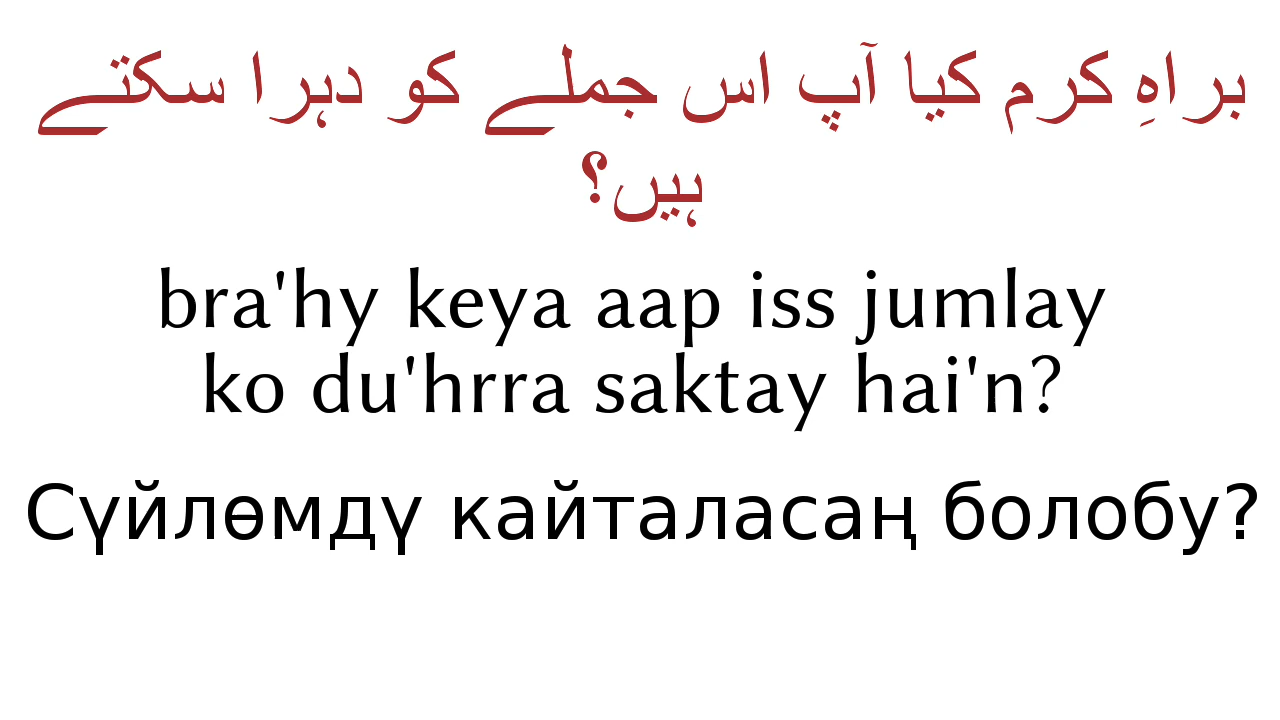 براہِ کرم کیا آپ اس جملے کو دہرا سکتے
ہیں؟
bra'hy keya aap iss jumlay
ko du'hrra saktay hai'n?
Сүйлөмдү кайталасаң болобу?